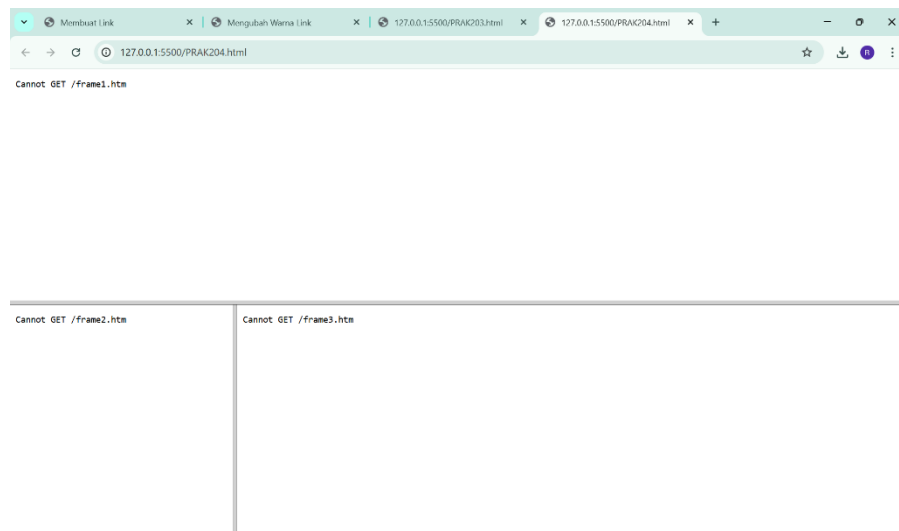 Membuat Link
Mengubah Warna Link
127.0.0.1:5500/PRAK203.html
127.0.0.1:5500/PRAK204.html
127.0.0.1:5500/PRAK204.html
R
Cannot GET /frame1.htm
Cannot GET /frame2.htm
Cannot GET /frame3.htm